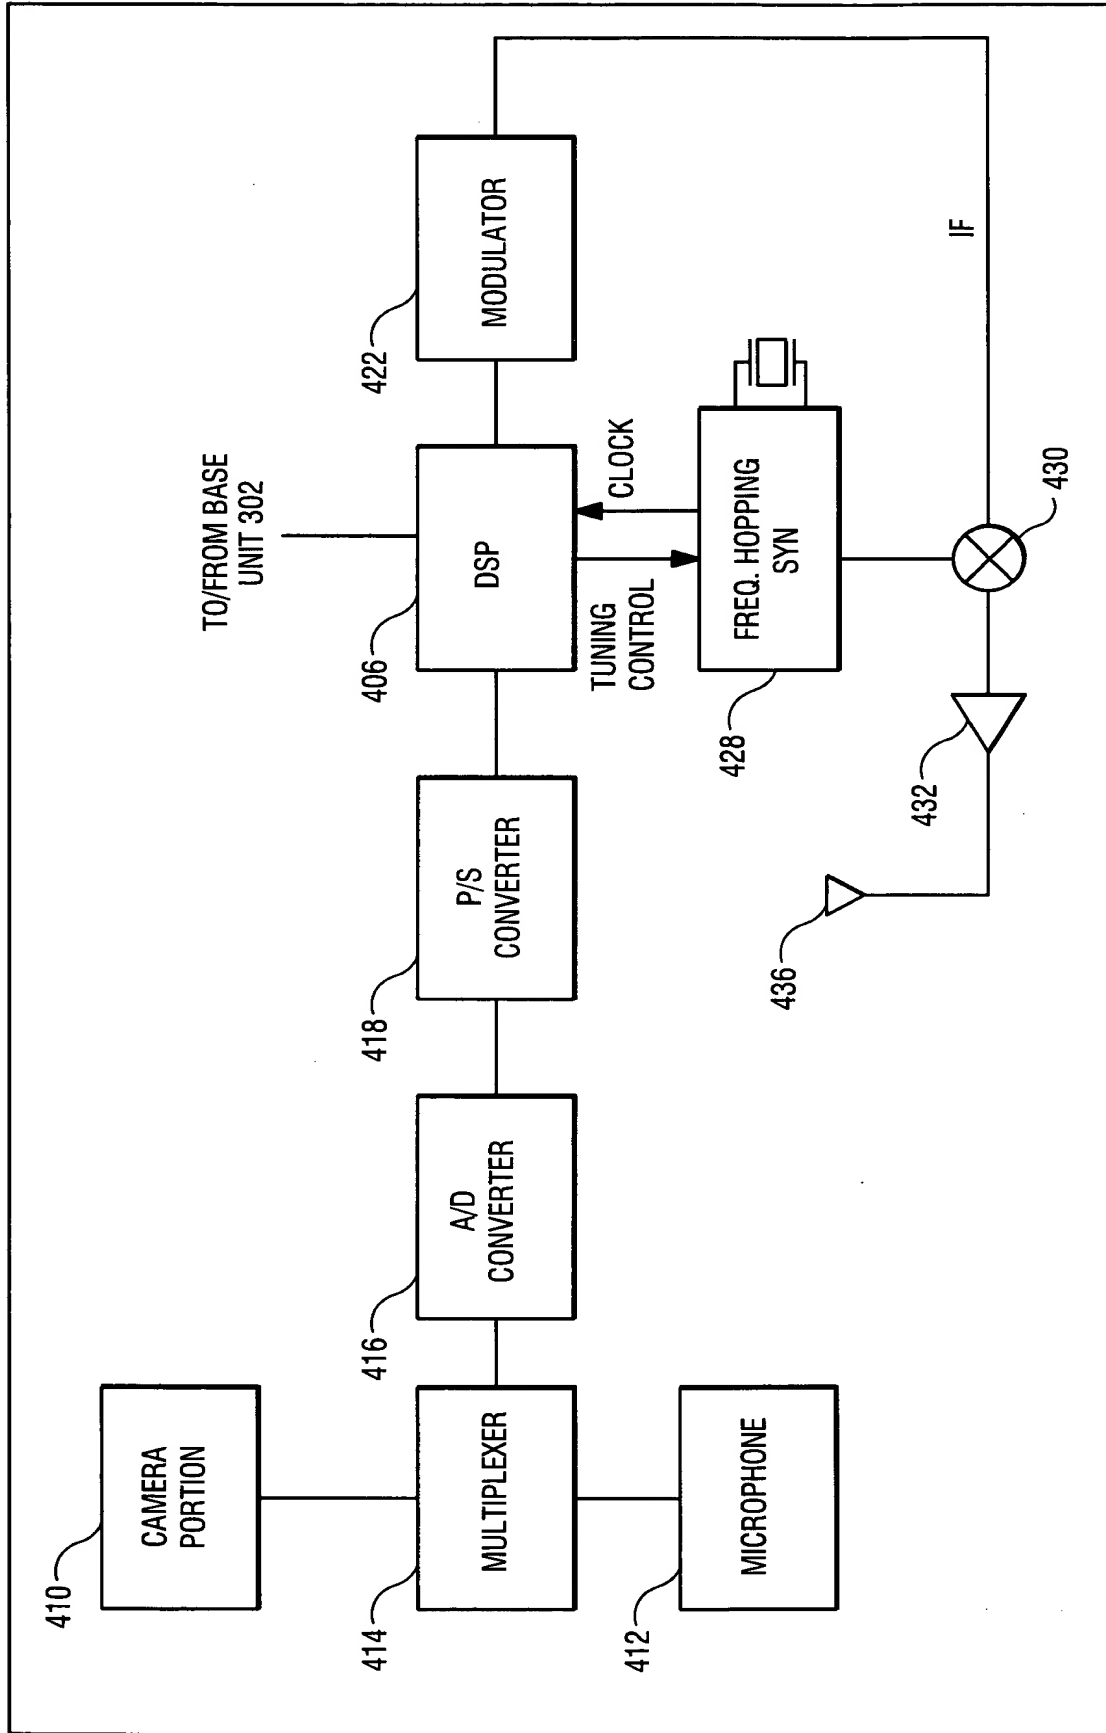 410
CAMERA
PORTION
414
MULTIPLEXER
412
MICROPHONE
416
A/D
CONVERTER
418
P/S
CONVERTER
TO/FROM BASE
UNIT 302
406
DSP
TUNING
CONTROL
CLOCK
428
FREQ. HOPPING
SYN
422
MODULATOR
IF
430
432
436